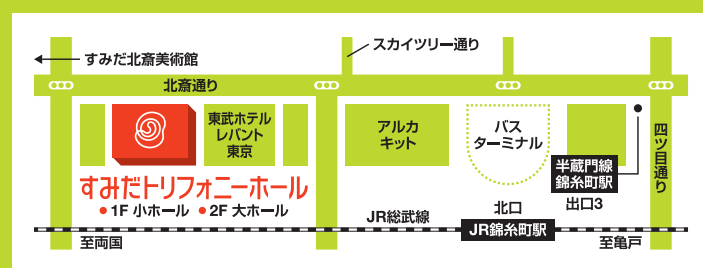 スカイツリー通り
すみだ北斎美術館
北斎通り
東武ホテル
レバント
東京
アルカ
キット
バス
ターミナル
四ツ目通り
半蔵門線
錦糸町駅
出口3
すみだトリフォニーホール
●1F 小ホール ●2F 大ホール
JR総武線
北口
JR錦糸町駅
至両国
至亀戸